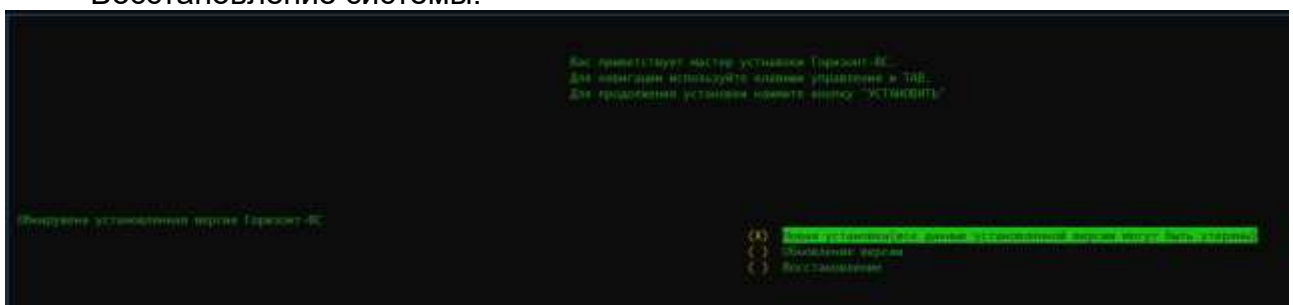 Восстановление системы.
Вас приветствует мастер установки Горизонт-ВС.
Для навигации используйте клавиши управления и TAB.
Для продолжения установки нажмите кнопку "УСТАНОВИТЬ"
Обнаружена установленная версия Горизонт-ВС
(X) Новая установка(все данные установленной версии могут быть утеряны)
( ) Обновление версии
( ) Восстановление